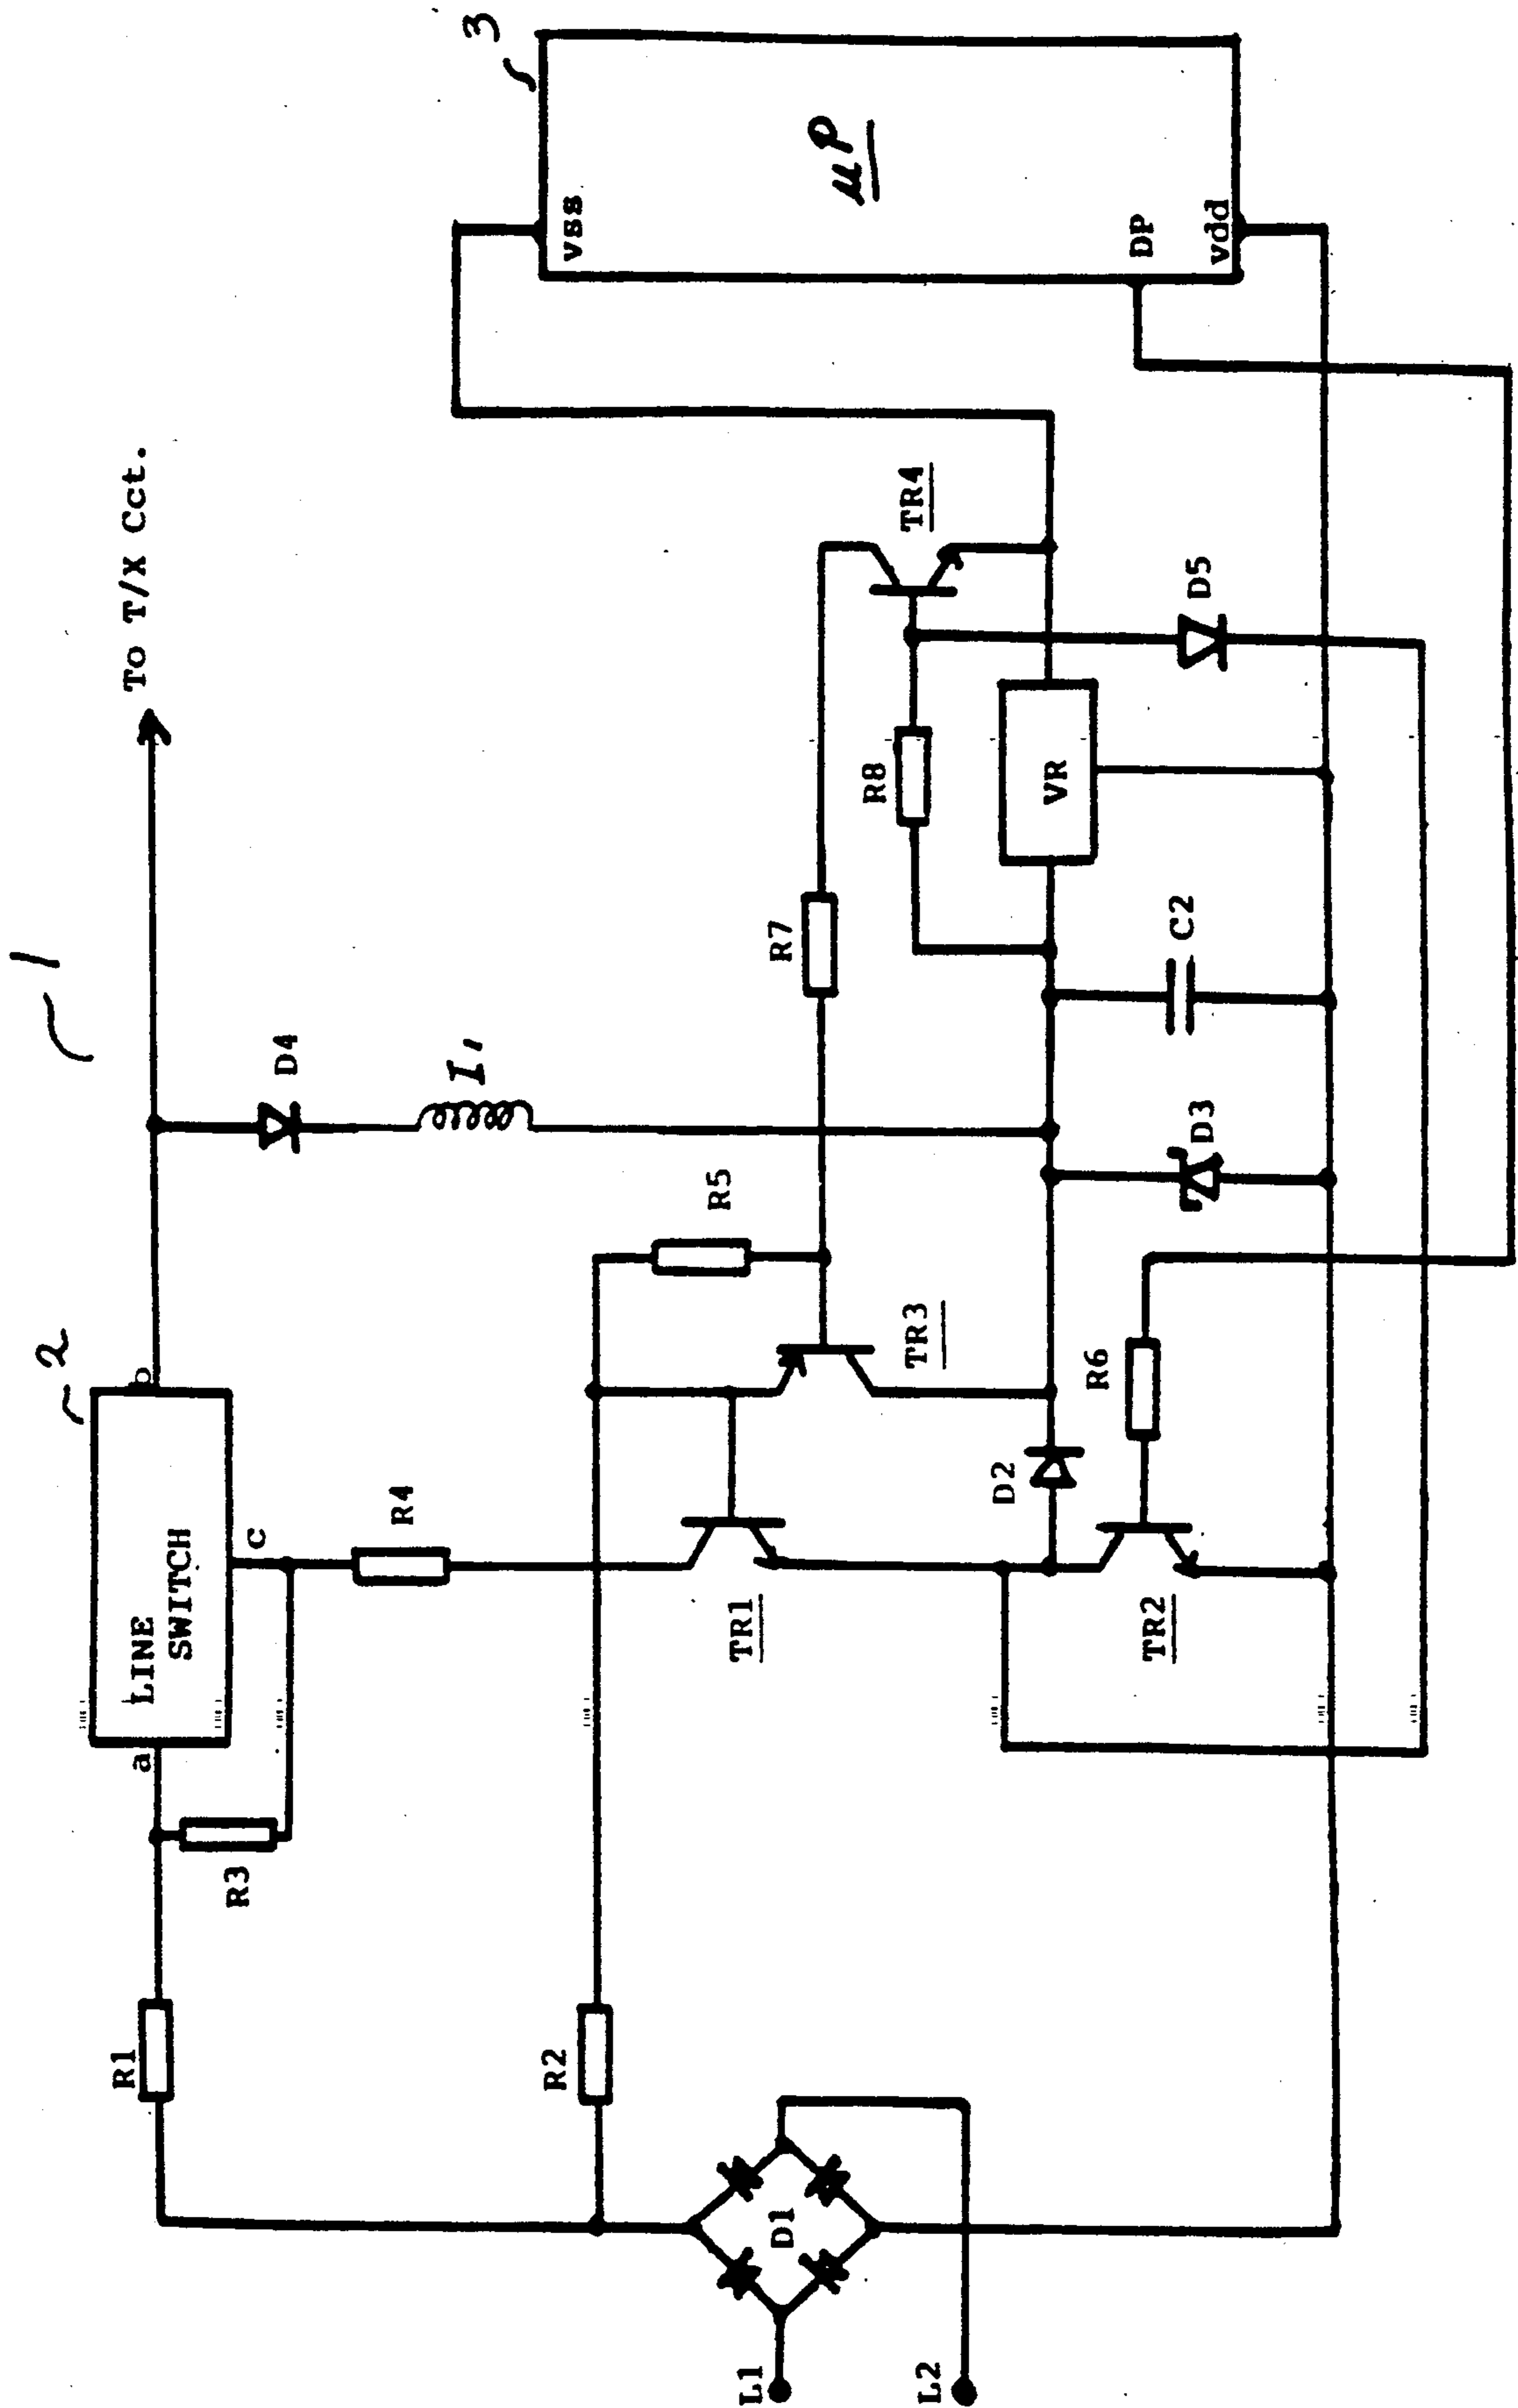 1
To T/X Cct.
2
LINE
SWITCH
a
b
c
R1
R3
R4
D4
I1
3
vss
µP
DP
vdd
R2
R5
R7
TR1
TR3
TR4
R8
D1
L1
L2
D2
VR
R6
D3
C2
D5
TR2